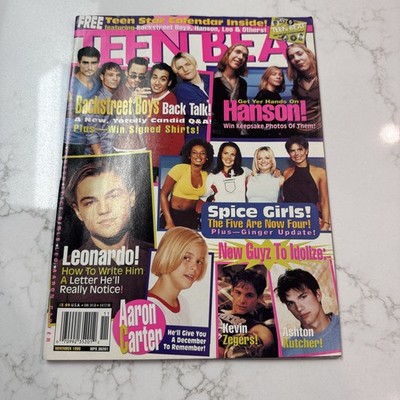 FREE Teen Star Calendar Inside!
featuring Backstreet Boys, Hanson, Leo & Others!
TEEN BEAT
Backstreet Boys Back Talk!
A New, Totally Candid Q&A!
Plus—Win Signed Shirts!
Get Yer Hands On
Hanson!
Win Keepsake Photos Of Them!
Spice Girls!
The Five Are Now Four!
Plus—Ginger Update!
Leonardo!
How To Write Him
A Letter He'll
Really Notice!
New Guyz To Idolize:
Aaron
Carter
He'll Give You
A December
To Remember!
Kevin
Zegers!
Ashton
Kutcher!